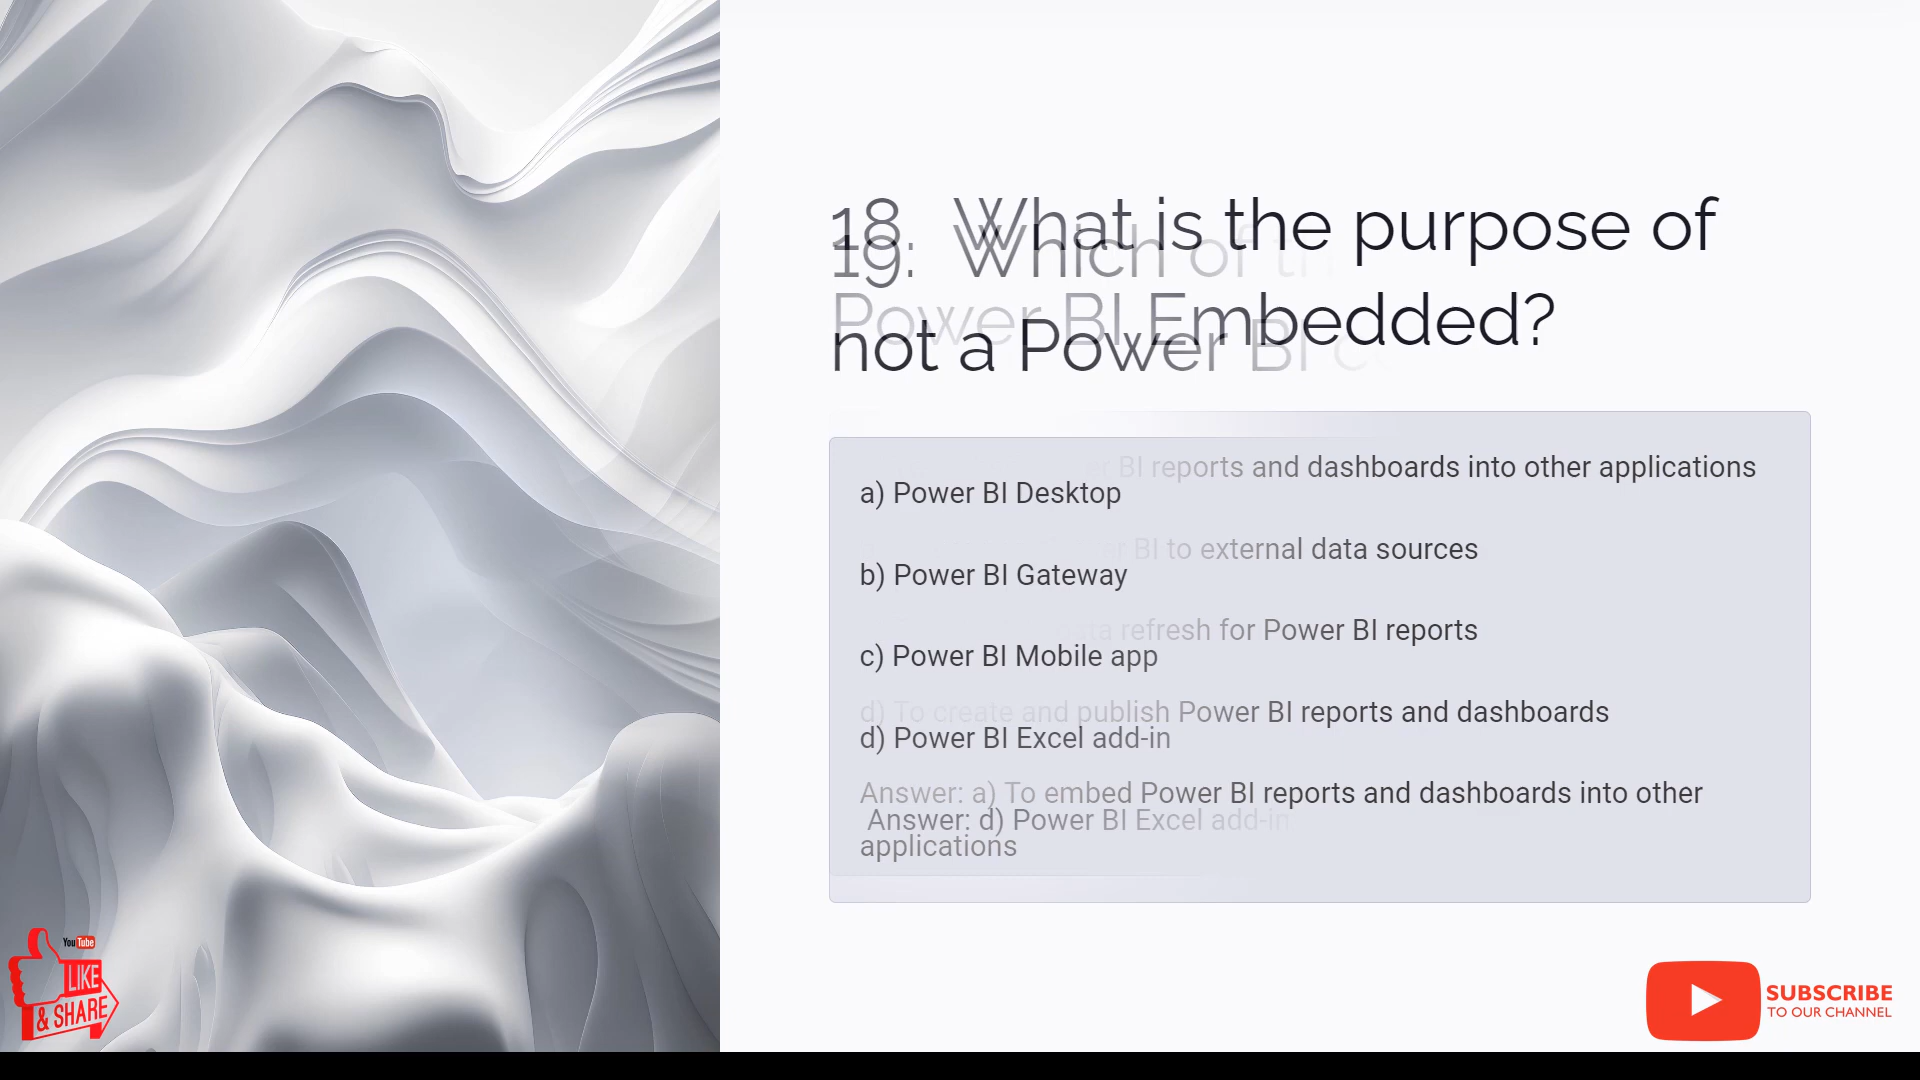 18. What is the purpose of
Power BI Embedded?
19. Which of
not a Power BI
BI reports and dashboards into other applications
a) Power BI Desktop
BI to external data sources
b) Power BI Gateway
refresh for Power BI reports
c) Power BI Mobile app
d) To create and publish Power BI reports and dashboards
d) Power BI Excel add-in
Answer: a) To embed Power BI reports and dashboards into other
applications
Answer: d) Power BI Excel add-in
You Tube
LIKE
& SHARE
SUBSCRIBE
TO OUR CHANNEL